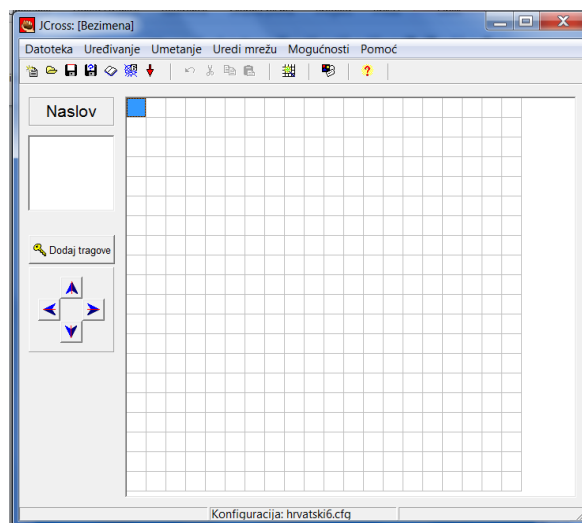 JCross: [Bezimena]
Datoteka Uređivanje Umetanje Uredi mrežu Mogućnosti Pomoć
Naslov
Dodaj tragove
Konfiguracija: hrvatski6.cfg